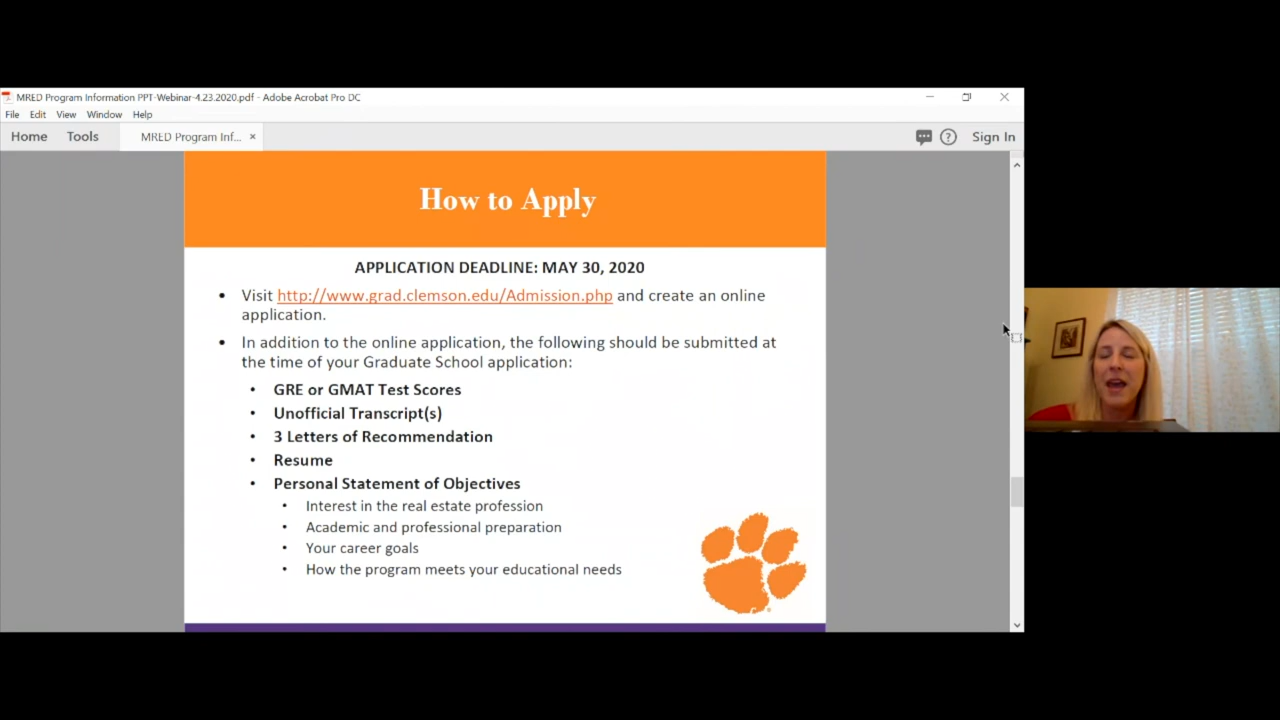 MRED Program Information PPT-Webinar-4.23.2020.pdf - Adobe Acrobat Pro DC
File Edit View Window Help
Home Tools MRED Program Inf... × Sign In
How to Apply
APPLICATION DEADLINE: MAY 30, 2020
• Visit http://www.grad.clemson.edu/Admission.php and create an online
application.
• In addition to the online application, the following should be submitted at
the time of your Graduate School application:
• GRE or GMAT Test Scores
• Unofficial Transcript(s)
• 3 Letters of Recommendation
• Resume
• Personal Statement of Objectives
• Interest in the real estate profession
• Academic and professional preparation
• Your career goals
• How the program meets your educational needs